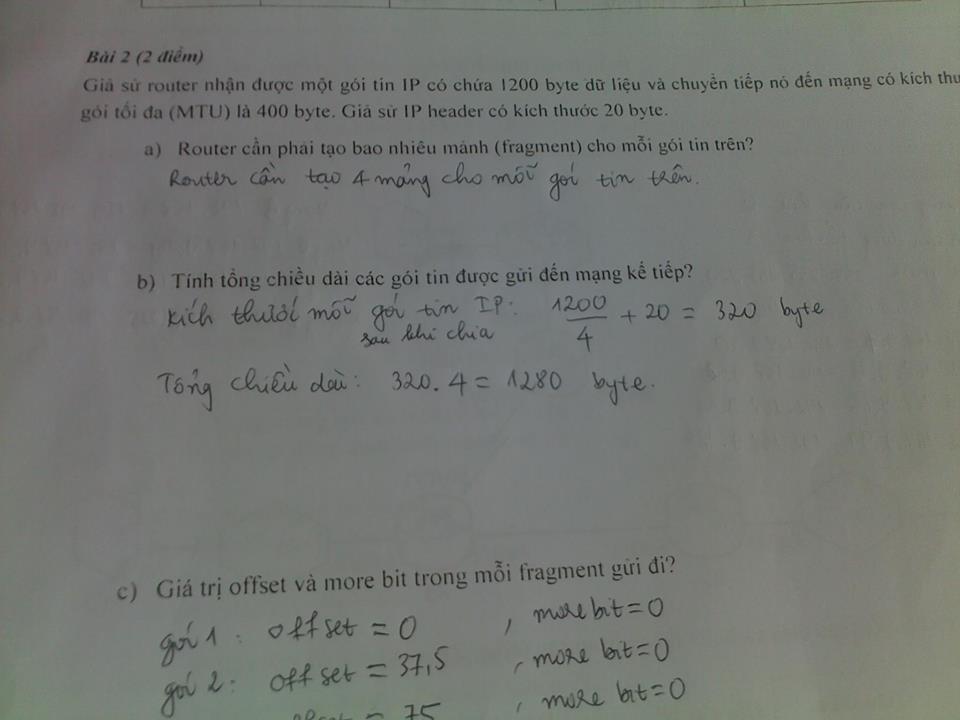 Bài 2 (2 điểm)
Giả sử router nhận được một gói tin IP có chứa 1200 byte dữ liệu và chuyển tiếp nó đến mạng có kích thư
gói tối đa (MTU) là 400 byte. Giả sử IP header có kích thước 20 byte.
a) Router cần phải tạo bao nhiêu mảnh (fragment) cho mỗi gói tin trên?
Router cần tạo 4 mảng cho mỗi gói tin trên.
b) Tính tổng chiều dài các gói tin được gửi đến mạng kế tiếp?
Kích thước mỗi gói tin IP: 1200/4 + 20 = 320 byte
sau khi chia
Tổng chiều dài: 320.4 = 1280 byte.
c) Giá trị offset và more bit trong mỗi fragment gửi đi?
gói 1: offset = 0 , more bit=0
gói 2: offset = 37,5 , more bit=0
offset = 75 , more bit=0